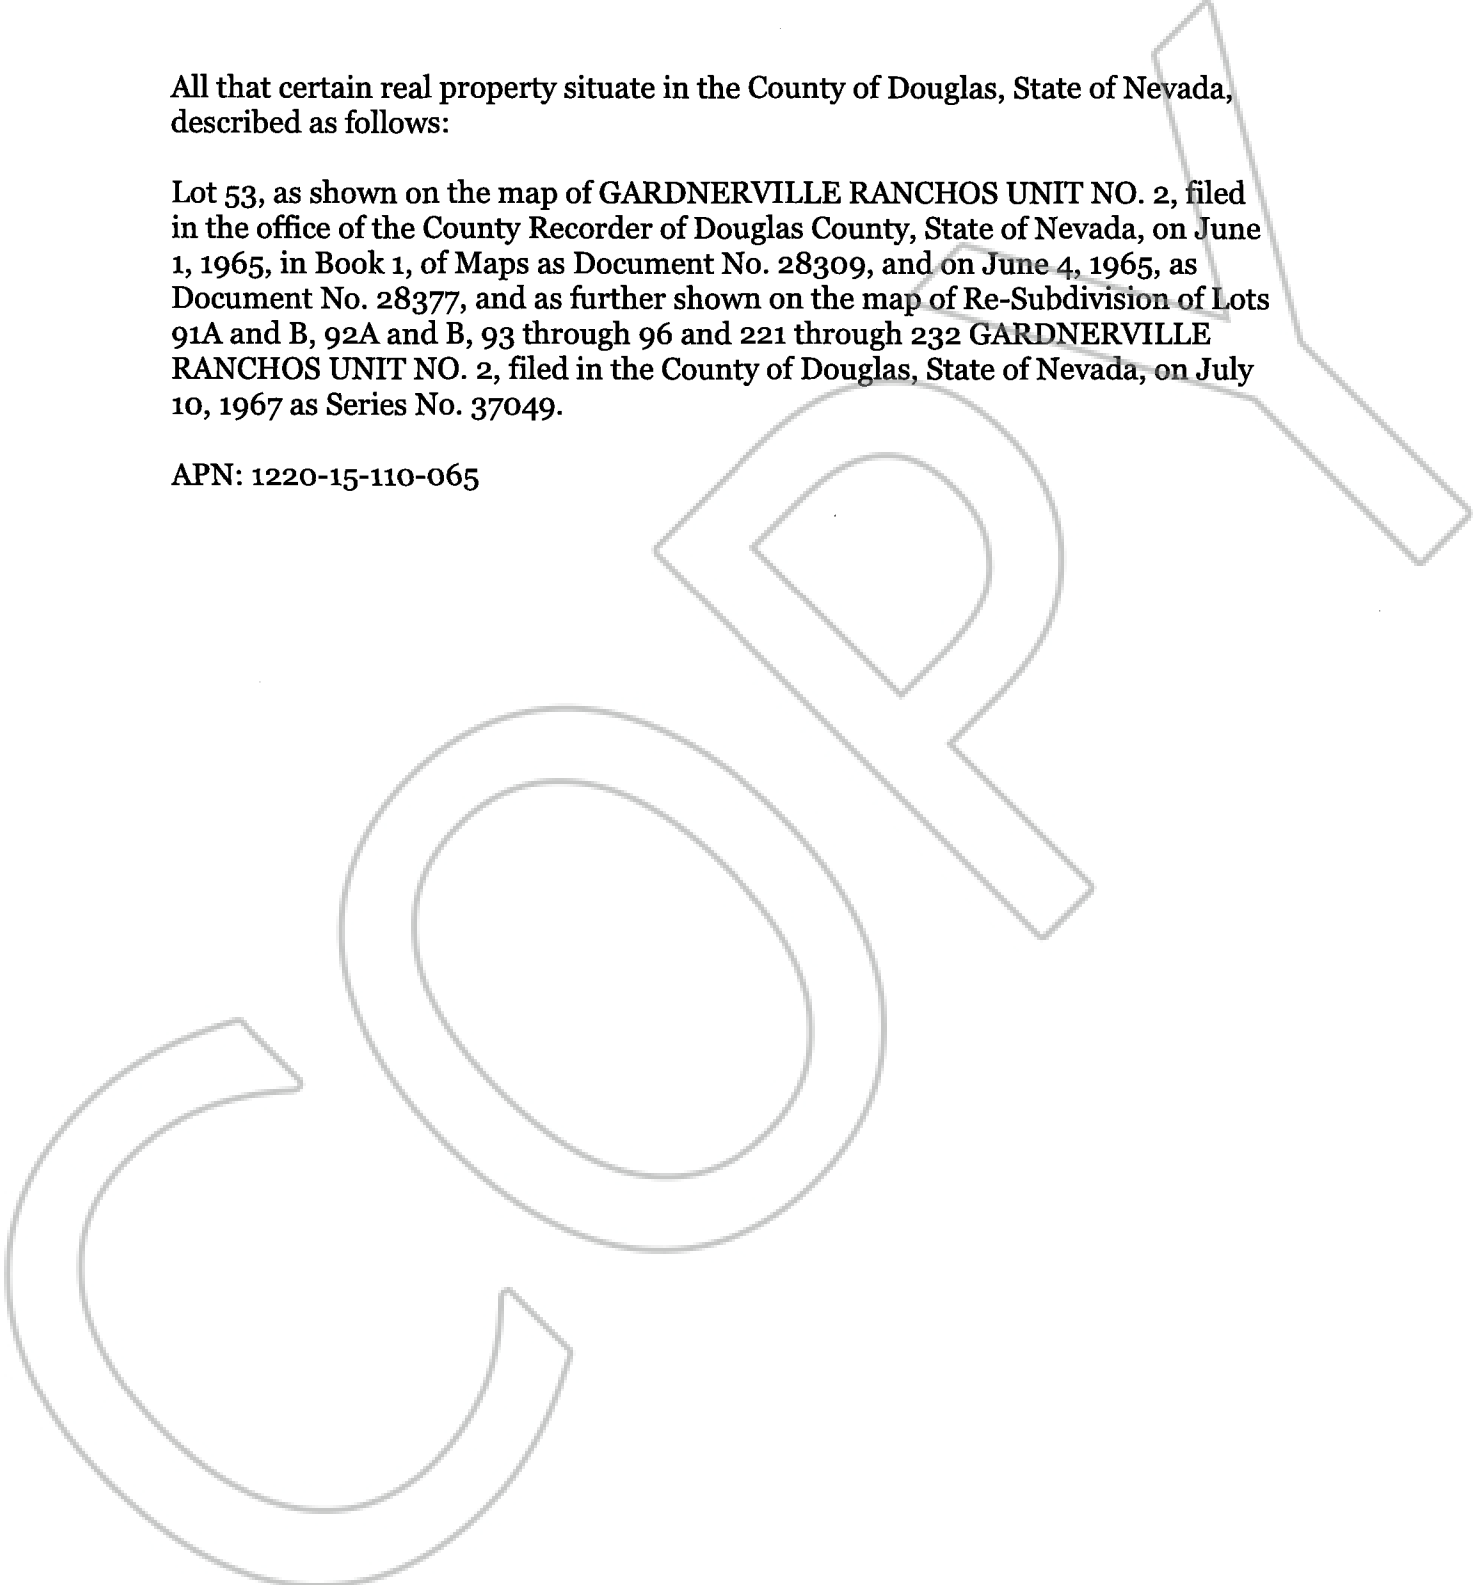 All that certain real property situate in the County of Douglas, State of Nevada,
described as follows:
Lot 53, as shown on the map of GARDNERVILLE RANCHOS UNIT NO. 2, filed
in the office of the County Recorder of Douglas County, State of Nevada, on June
1, 1965, in Book 1, of Maps as Document No. 28309, and on June 4, 1965, as
Document No. 28377, and as further shown on the map of Re-Subdivision of Lots
91A and B, 92A and B, 93 through 96 and 221 through 232 GARDNERVILLE
RANCHOS UNIT NO. 2, filed in the County of Douglas, State of Nevada, on July
10, 1967 as Series No. 37049.
APN: 1220-15-110-065
COPY